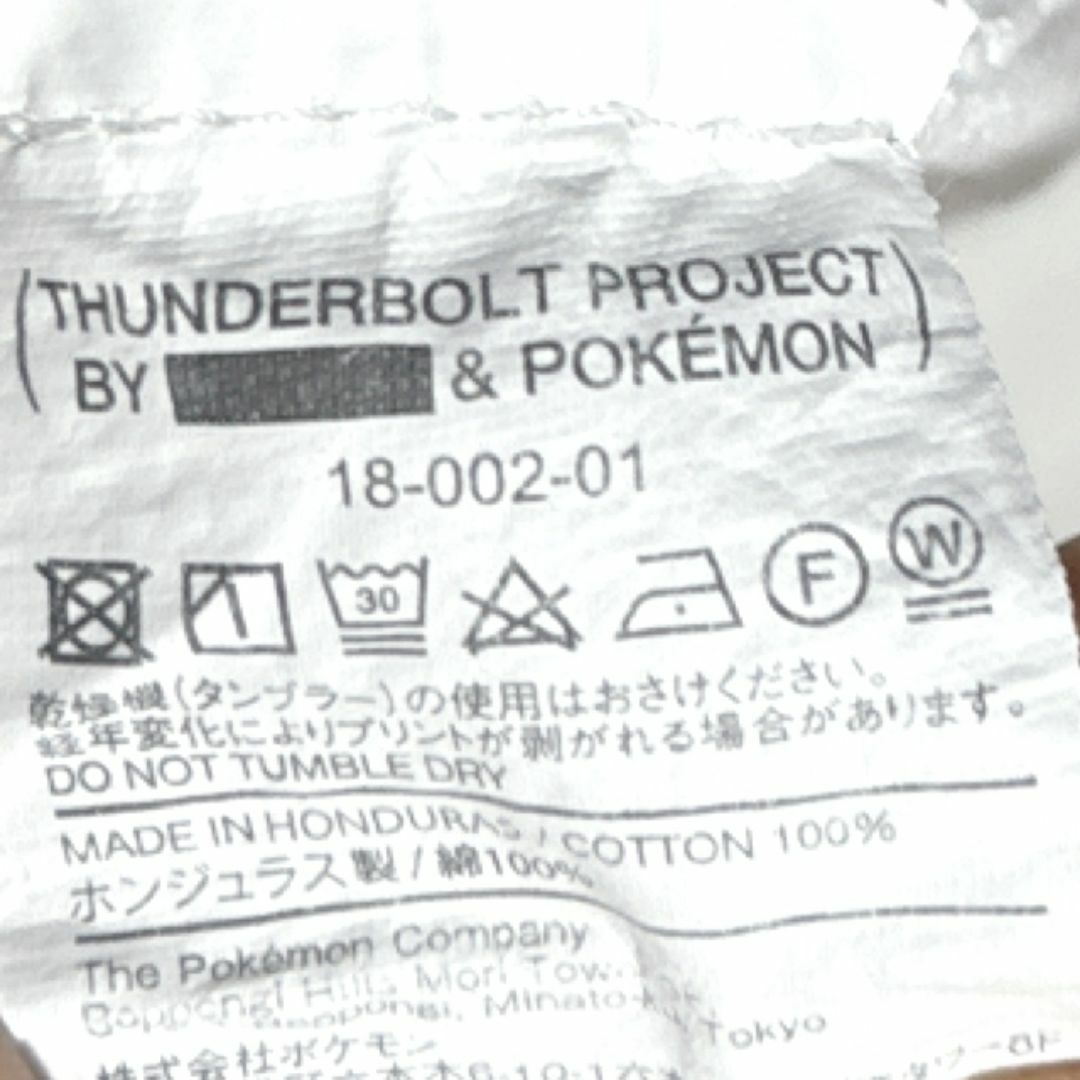 (THUNDERBOLT PROJECT
BY & POKÉMON)
18-002-01
30 F W
乾燥機(タンブラー)の使用はおさけください。
経年変化によりプリントが剥がれる場合があります。
DO NOT TUMBLE DRY
MADE IN HONDURAS / COTTON 100%
ホンジュラス製 / 綿100%
The Pokémon Company
Hills Mori
Roppongi, Minato-
Tokyo
株式会社ポケモン
6-10-1